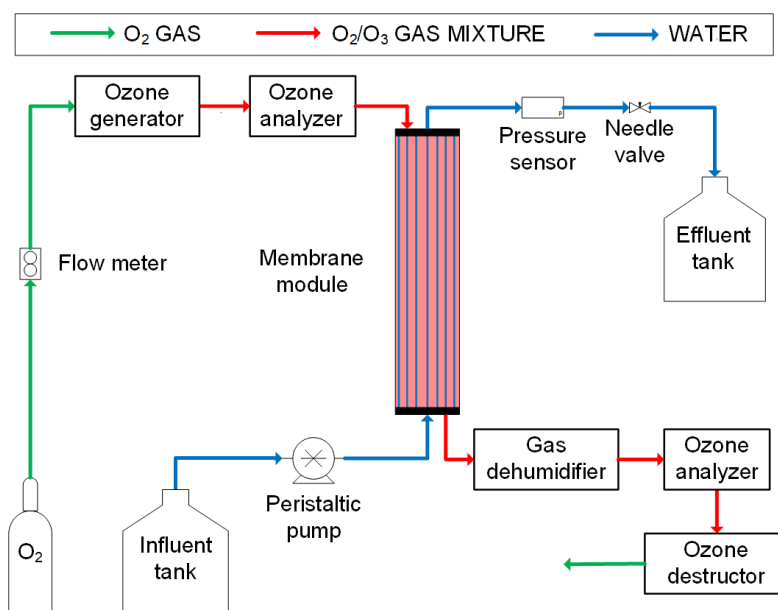 O₂ GAS
O₂/O₃ GAS MIXTURE
WATER
Ozone
generator
Ozone
analyzer
Pressure
sensor
Needle
valve
Flow meter
Membrane
module
Effluent
tank
Gas
dehumidifier
Ozone
analyzer
Peristaltic
pump
O₂
Influent
tank
Ozone
destructor